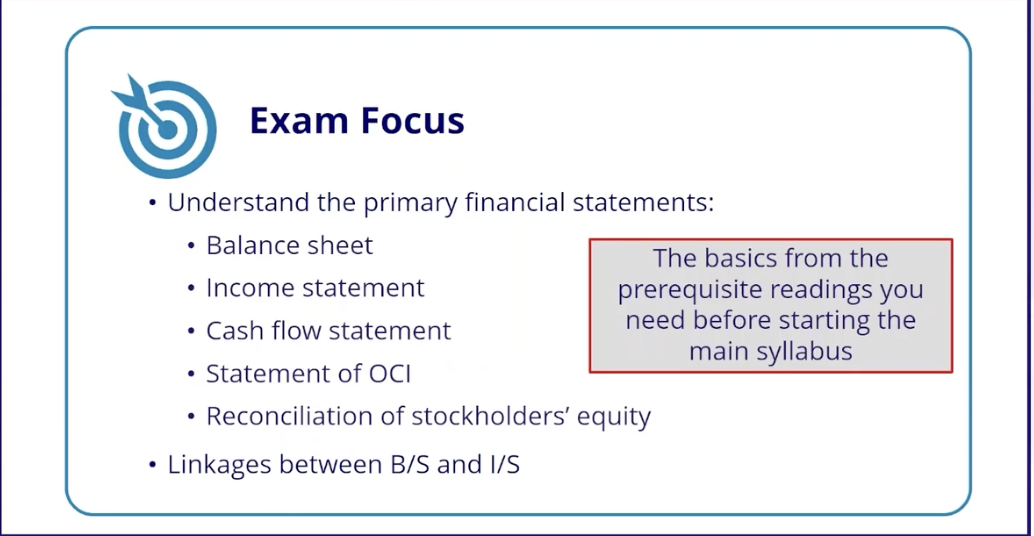 Exam Focus
• Understand the primary financial statements:
• Balance sheet
• Income statement
• Cash flow statement
• Statement of OCI
• Reconciliation of stockholders’ equity
• Linkages between B/S and I/S
The basics from the
prerequisite readings you
need before starting the
main syllabus